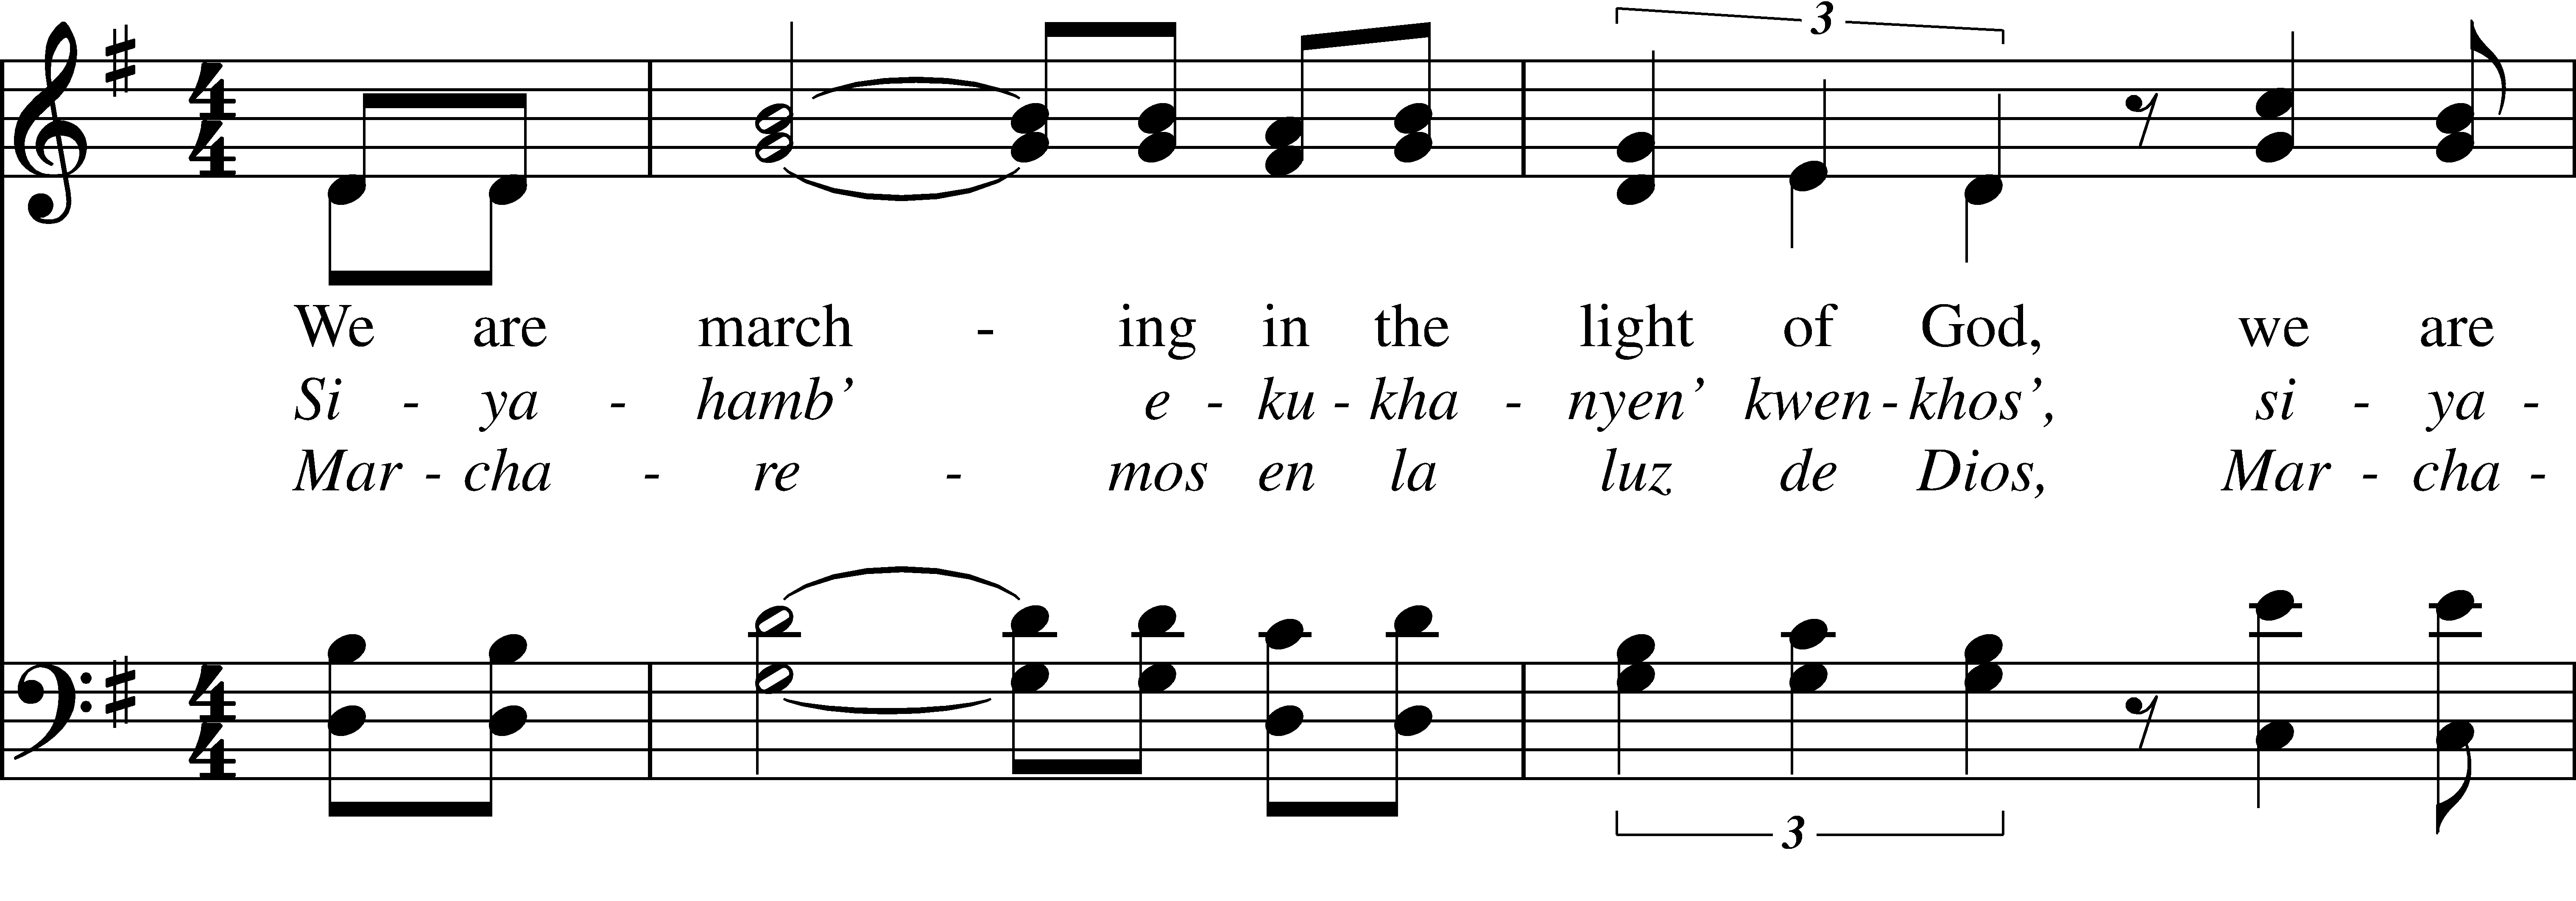 3
We are march - ing in the light of God, we are
Si - ya - hamb’ e - ku - kha - nyen’ kwen - khos’, si - ya -
Mar - cha - re - mos en la luz de Dios, Mar - cha -
3